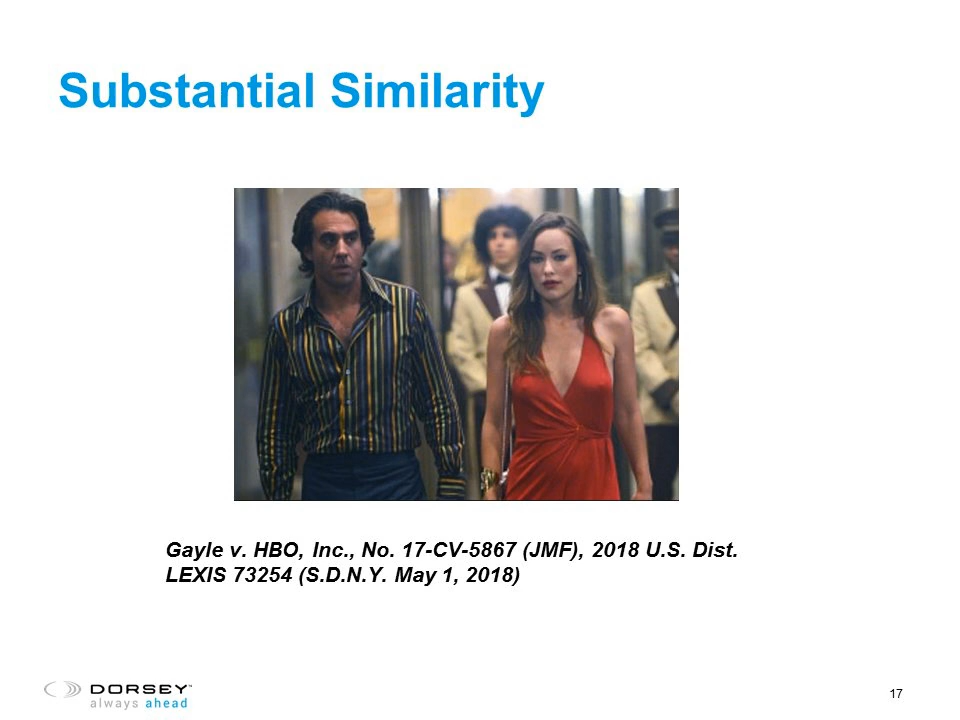 Substantial Similarity
Gayle v. HBO, Inc., No. 17-CV-5867 (JMF), 2018 U.S. Dist.
LEXIS 73254 (S.D.N.Y. May 1, 2018)
DORSEY™
always ahead
17